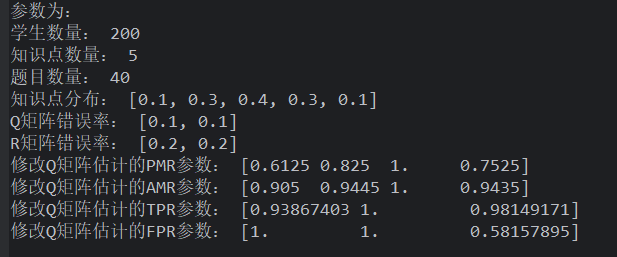 参数为:
学生数量： 200
知识点数量： 5
题目数量： 40
知识点分布： [0.1, 0.3, 0.4, 0.3, 0.1]
Q矩阵错误率： [0.1, 0.1]
R矩阵错误率： [0.2, 0.2]
修改Q矩阵估计的PMR参数： [0.6125 0.825  1.     0.7525]
修改Q矩阵估计的AMR参数： [0.905  0.9445 1.     0.9435]
修改Q矩阵估计的TPR参数： [0.93867403 1.         0.98149171]
修改Q矩阵估计的FPR参数： [1.         1.         0.58157895]